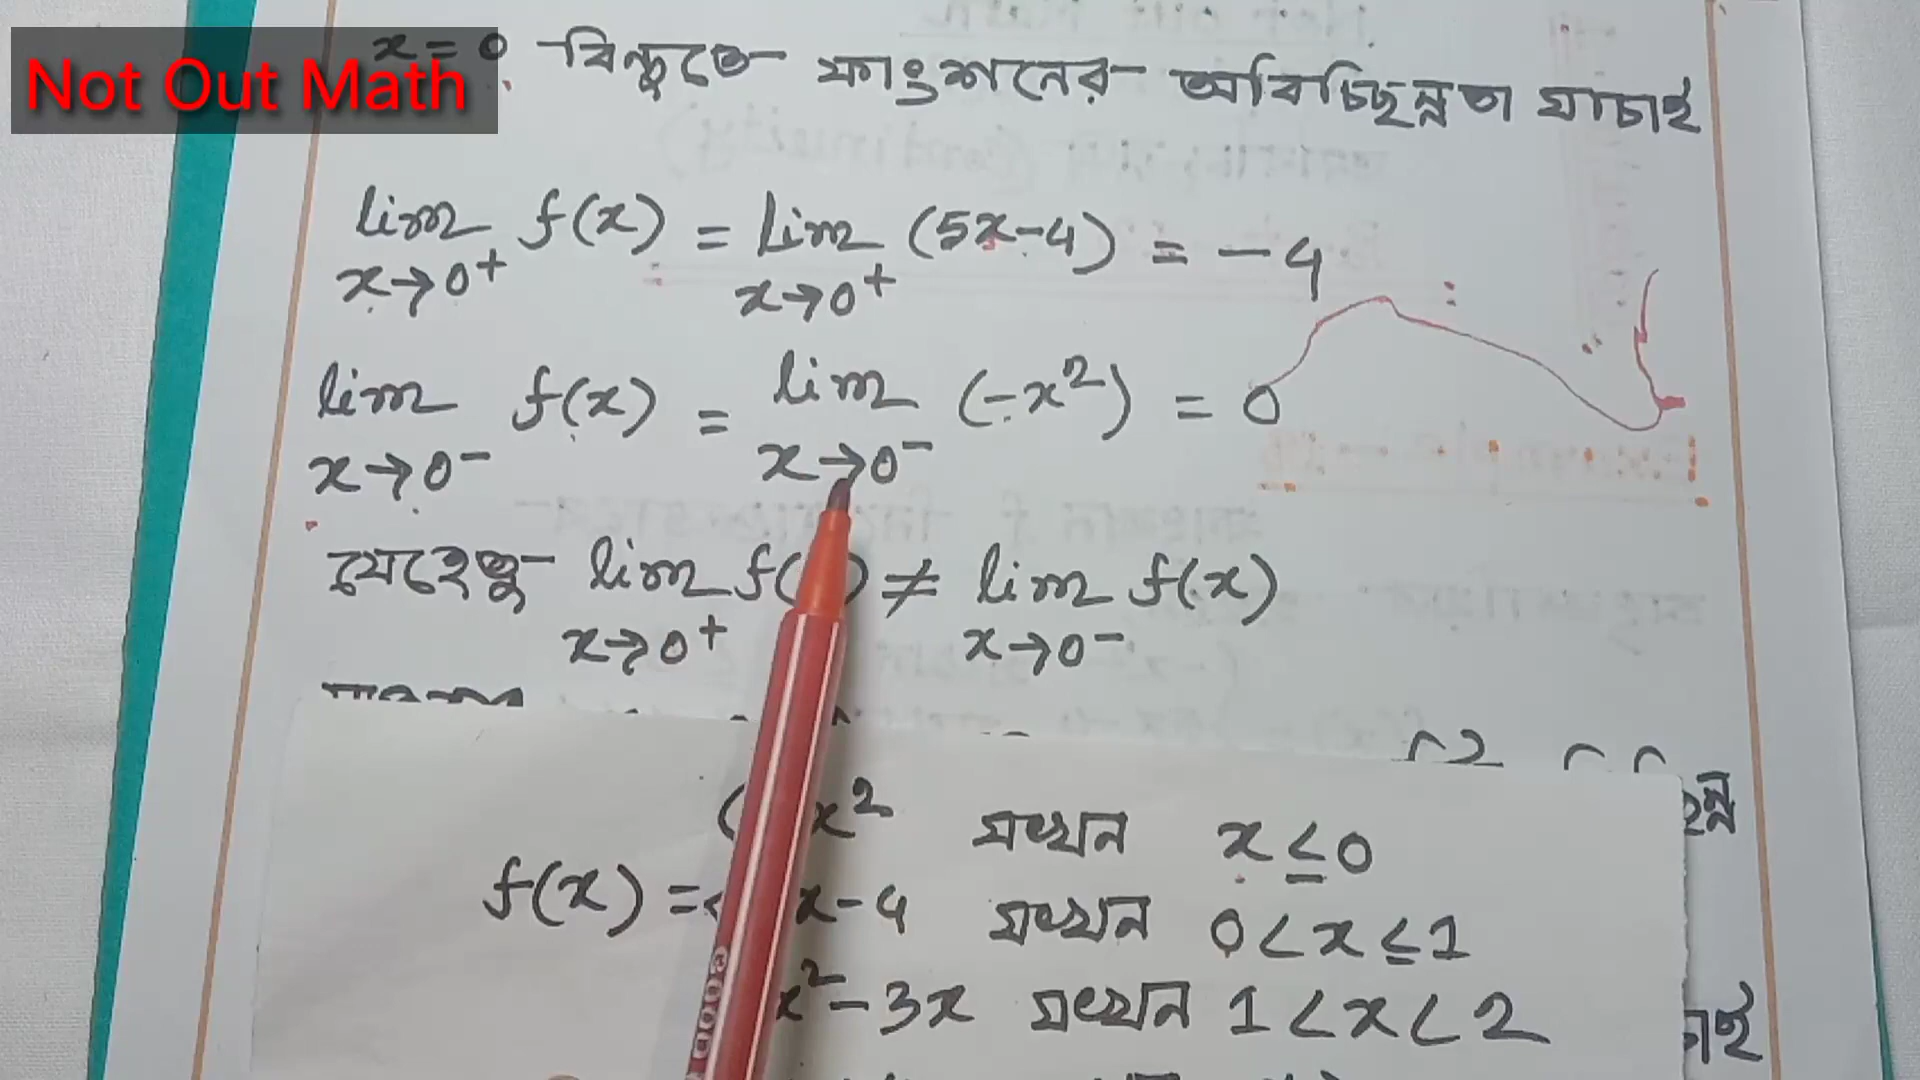 Not Out Math
x = 0 বিন্দুতে ফাংশনের অবিচ্ছিন্নতা যাচাই
lim f(x) = lim (5x-4) = -4
x→0⁺ x→0⁺
lim f(x) = lim (-x²) = 0
x→0⁻ x→0⁻
যেহেতু lim f( ) ≠ lim f(x)
x→0⁺ x→0⁻
x² যখন x ≤ 0
f(x) = x-4 যখন 0 < x ≤ 1
x²-3x যখন 1 < x < 2